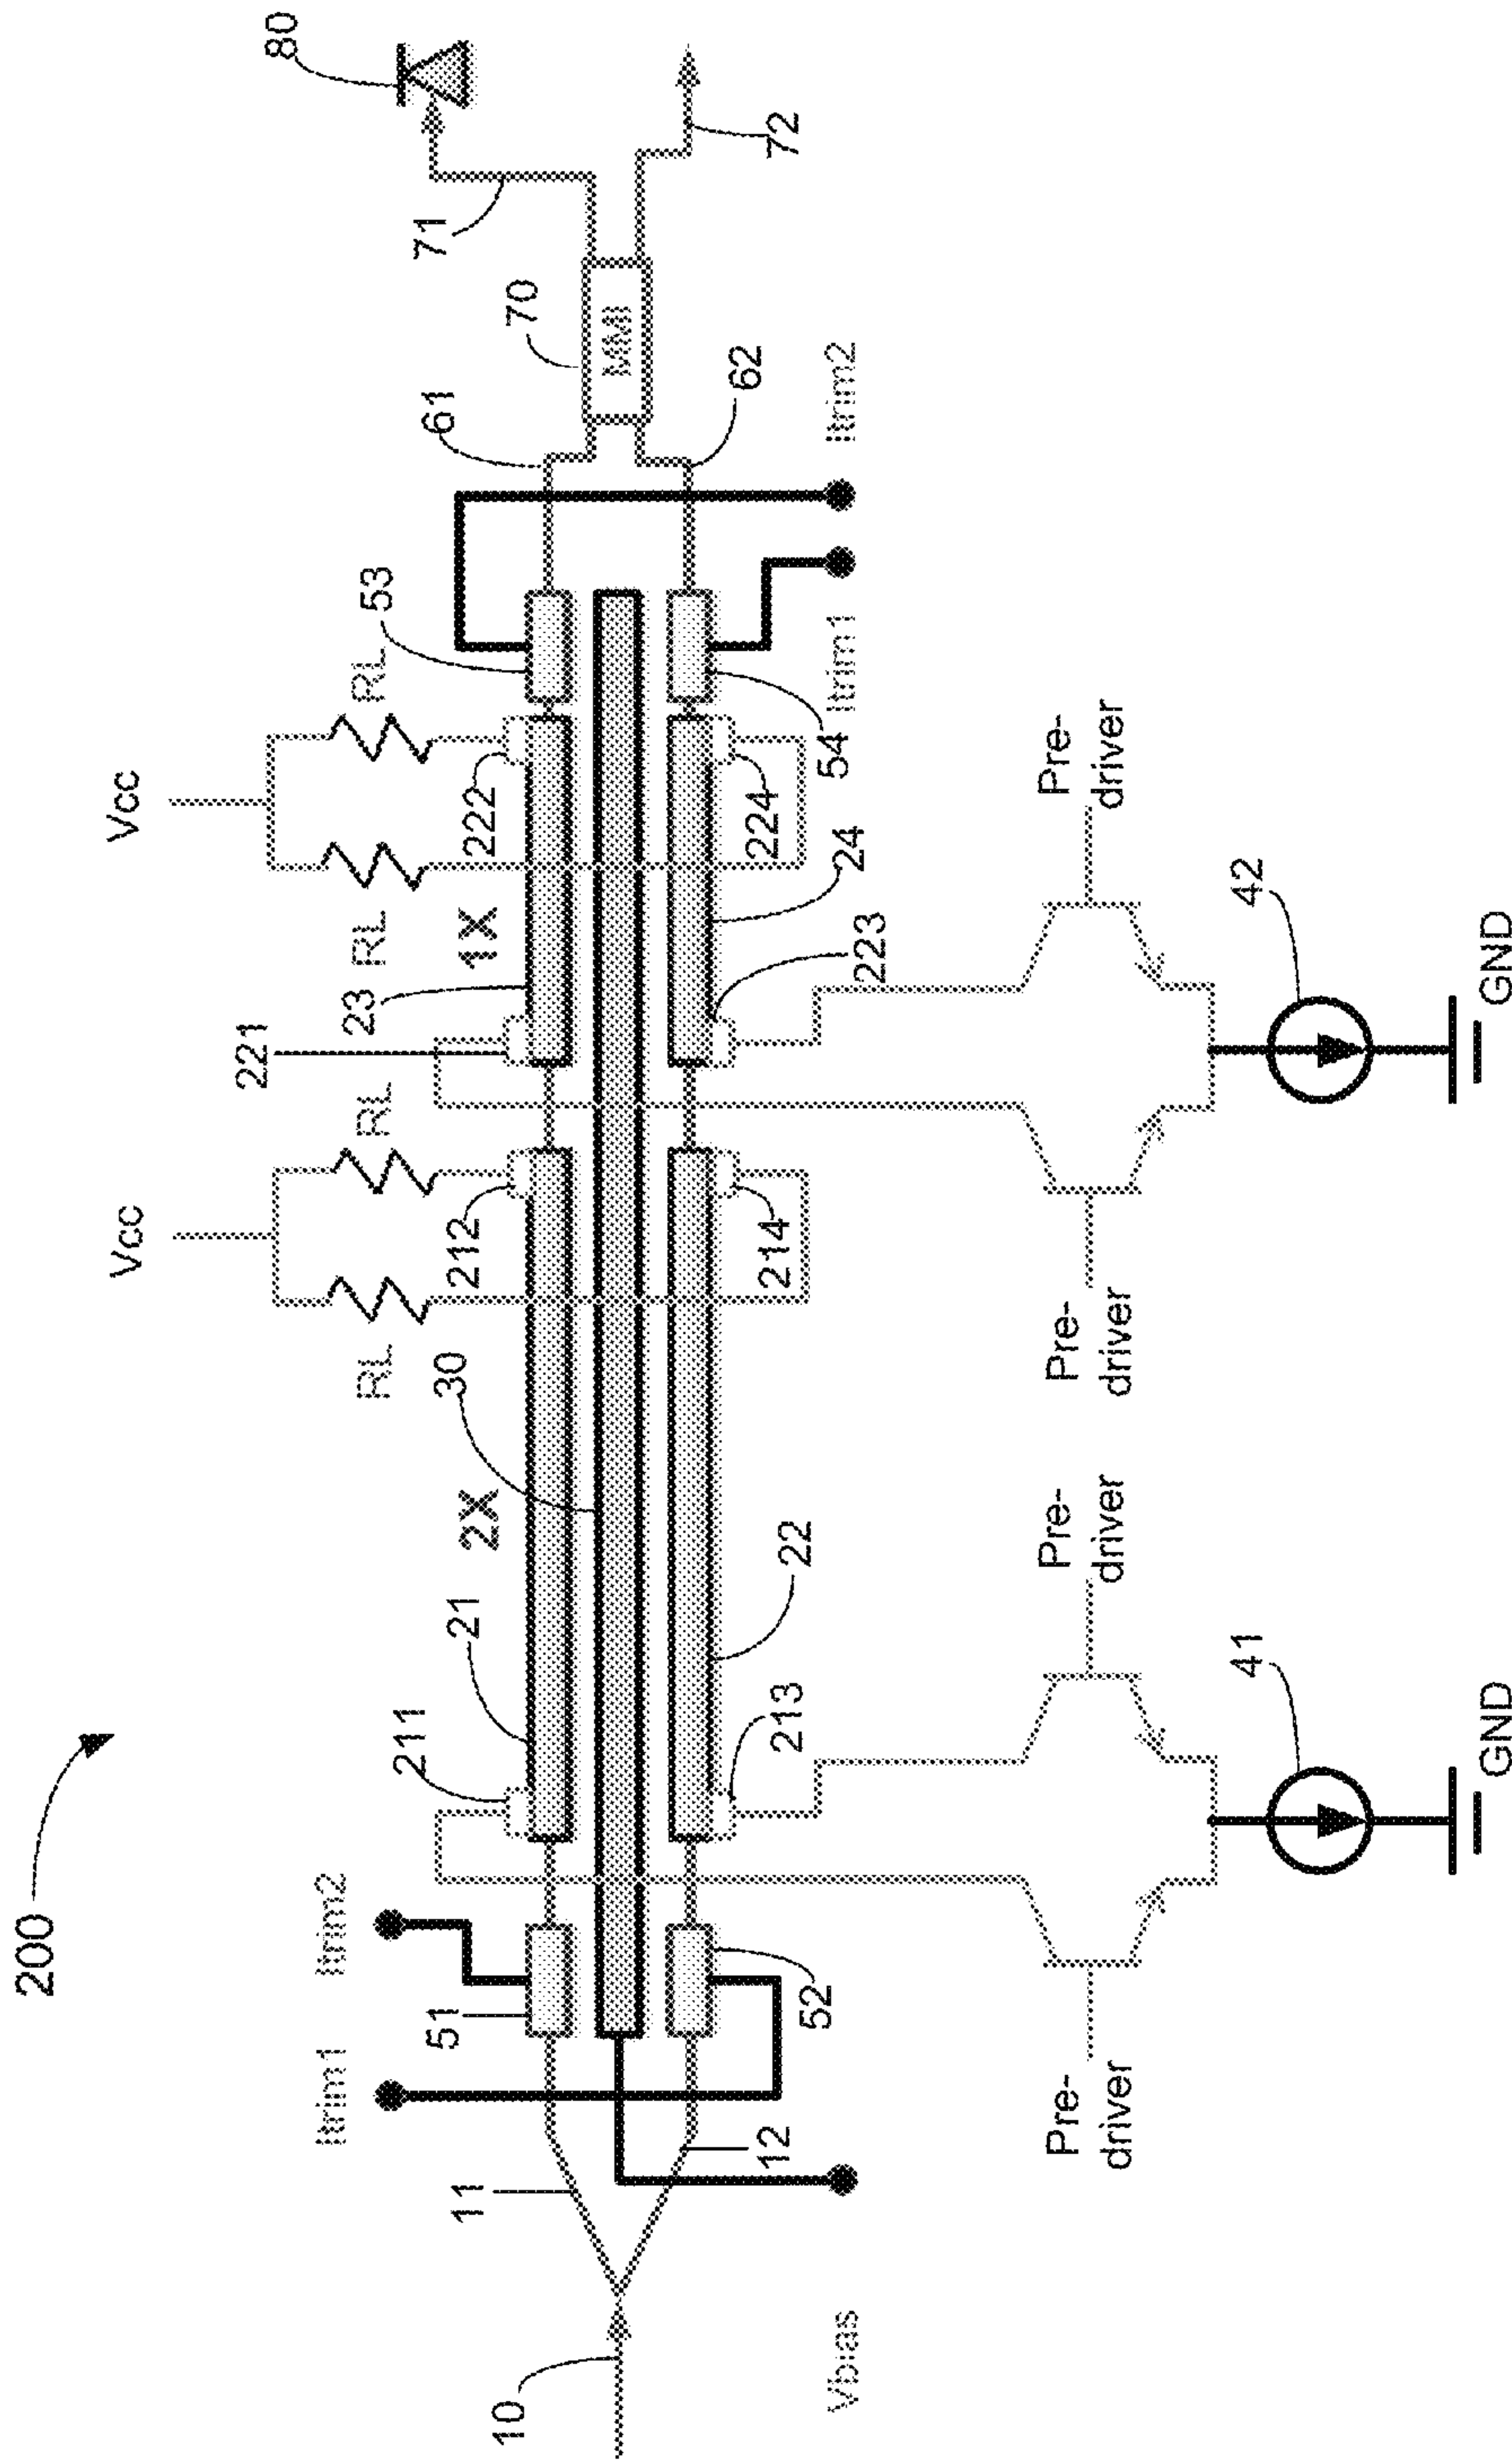 200
Vcc
Vcc
80
RL
RL
RL
RL
Itrim1
Itrim2
51
211
21
2X
30
212
221
23
1X
222
53
61
70
71
MMI
11
10
12
Vbias
52
213
22
214
223
24
224
54
Itrim1
Itrim2
62
72
Pre-
driver
Pre-
driver
Pre-
driver
Pre-
driver
41
42
GND
GND